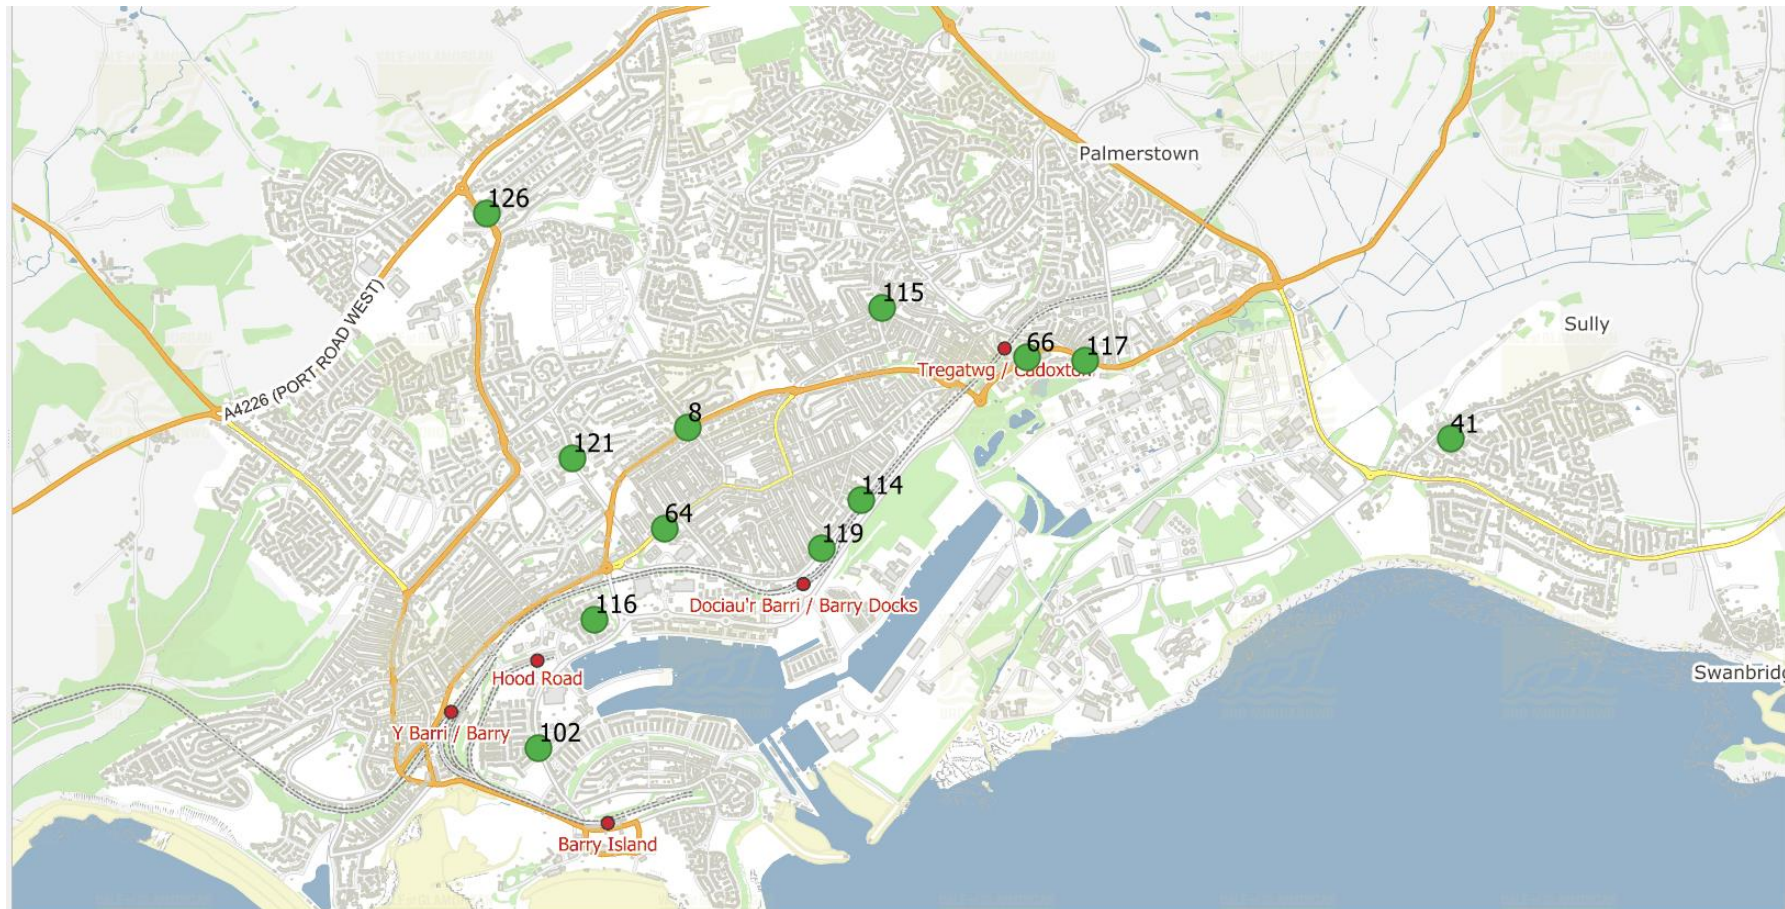 Palmerstown
126
A4226 (PORT ROAD WEST)
115
Sully
66
117
Tregatwg / Cadoxton
8
41
121
114
64
119
Dociau'r Barri / Barry Docks
116
Hood Road
Swanbridg
Y Barri / Barry
102
Barry Island